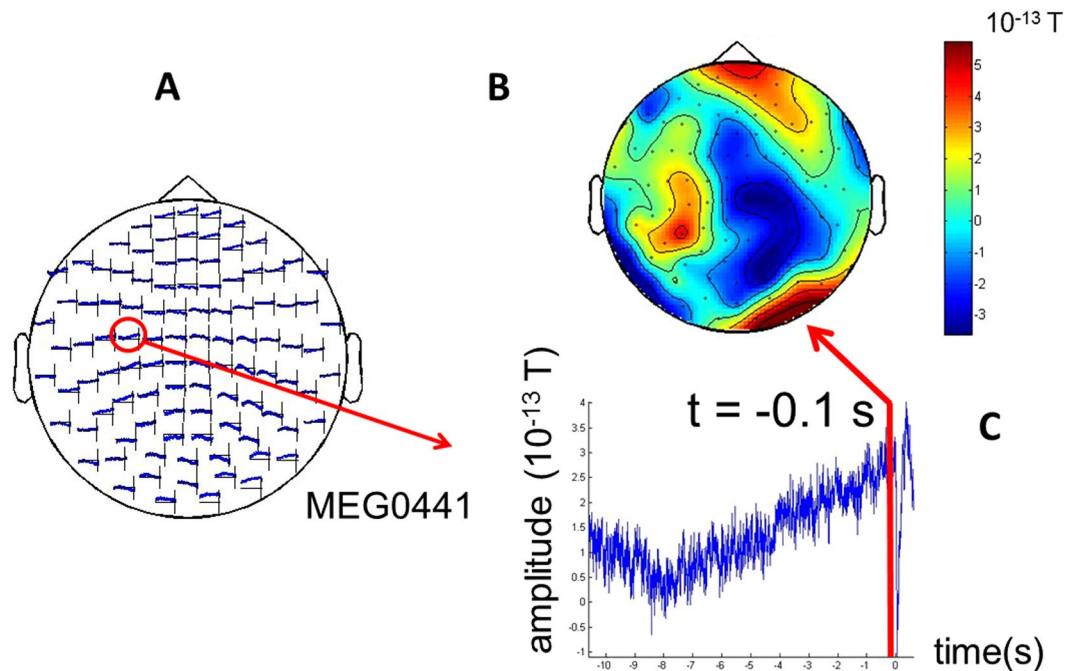 10⁻¹³ T
A
B
5
4
3
2
1
0
-1
-2
-3
MEG0441
t = -0.1 s
C
amplitude (10⁻¹³ T)
4
3.5
3
2.5
2
1.5
1
0.5
0
-0.5
-1
-10 -9 -8 -7 -6 -5 -4 -3 -2 -1 0
time(s)